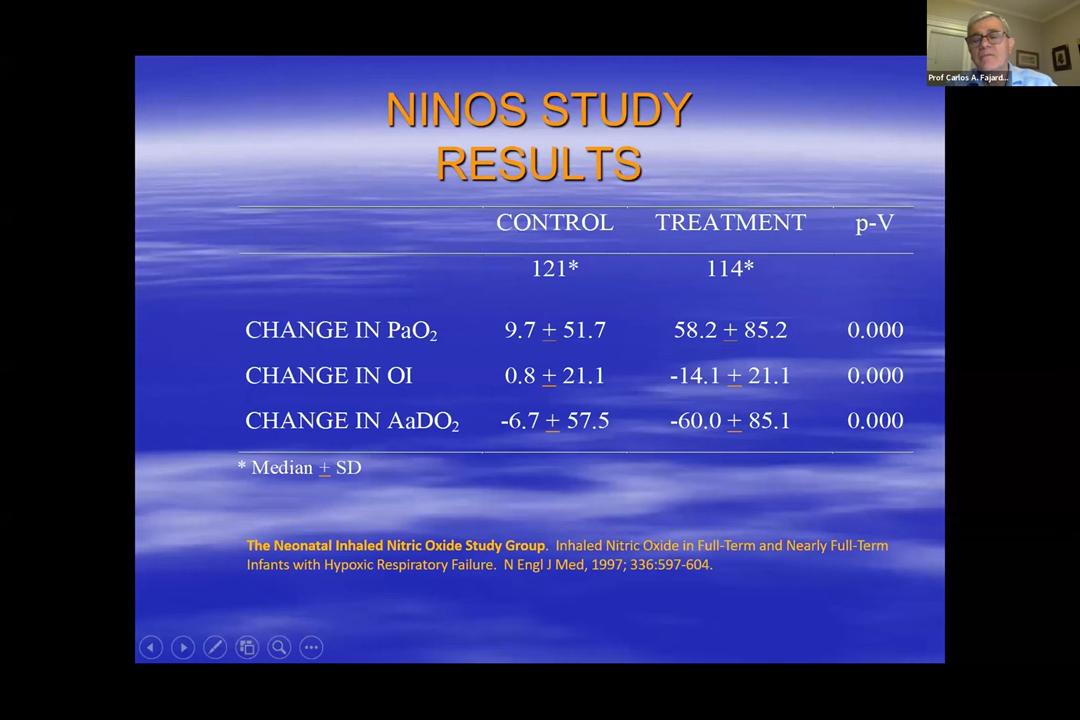 Prof Carlos A. Fajard...
NINOS STUDY
RESULTS
CONTROL TREATMENT p-V
121* 114*
CHANGE IN PaO₂ 9.7 ± 51.7 58.2 ± 85.2 0.000
CHANGE IN OI 0.8 ± 21.1 -14.1 ± 21.1 0.000
CHANGE IN AaDO₂ -6.7 ± 57.5 -60.0 ± 85.1 0.000
* Median ± SD
The Neonatal Inhaled Nitric Oxide Study Group. Inhaled Nitric Oxide in Full-Term and Nearly Full-Term
Infants with Hypoxic Respiratory Failure. N Engl J Med, 1997; 336:597-604.